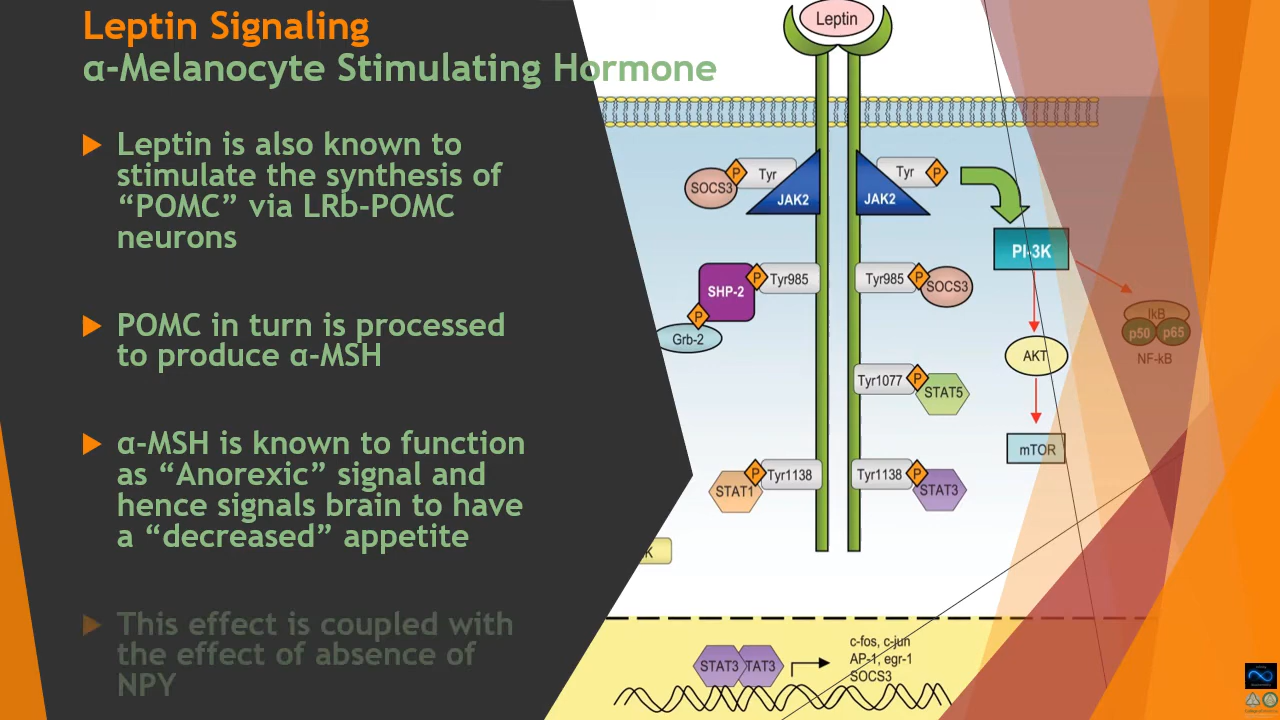 Leptin Signaling
α-Melanocyte Stimulating Hormone
Leptin is also known to
stimulate the synthesis of
“POMC” via LRb-POMC
neurons
POMC in turn is processed
to produce α-MSH
α-MSH is known to function
as “Anorexic” signal and
hence signals brain to have
a “decreased” appetite
This effect is coupled with
the effect of absence of
NPY
Leptin
SOCS3 P Tyr JAK2
Tyr P JAK2
PI-3K
SHP-2 P Tyr985
P
Grb-2
Tyr985 P SOCS3
IkB
p50 p65
NF-kB
AKT
Tyr1077 P STAT5
mTOR
STAT1 P Tyr1138
Tyr1138 P STAT3
K
STAT3 TAT3
c-fos, c-jun
AP-1, egr-1
SOCS3